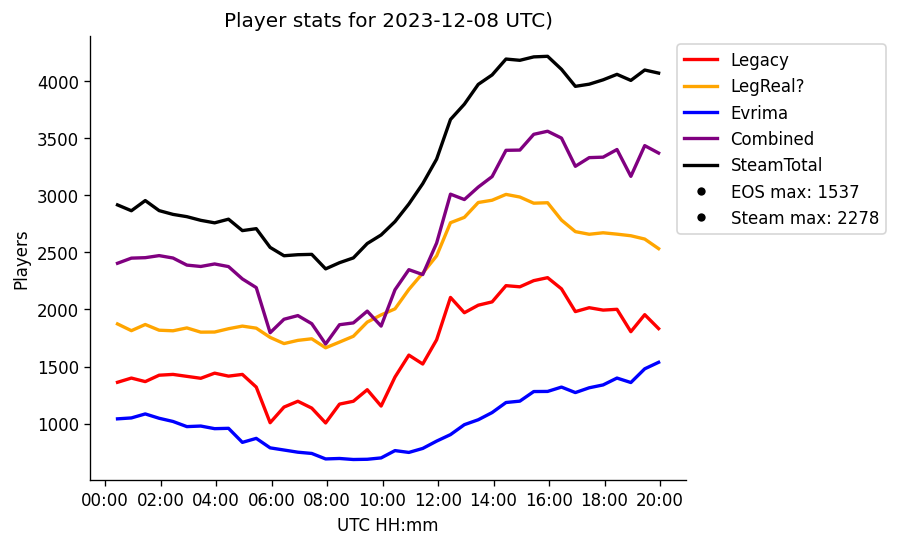 Player stats for 2023-12-08 UTC)
Legacy
LegReal?
Evrima
Combined
SteamTotal
EOS max: 1537
Steam max: 2278
Players
4000
3500
3000
2500
2000
1500
1000
00:00 02:00 04:00 06:00 08:00 10:00 12:00 14:00 16:00 18:00 20:00
UTC HH:mm